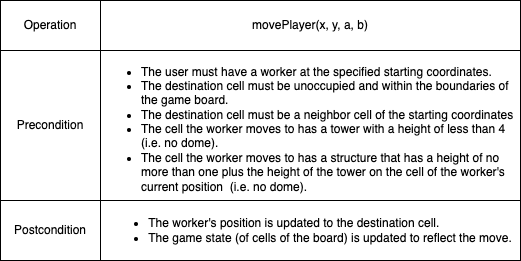 Operation
movePlayer(x, y, a, b)
Precondition
• The user must have a worker at the specified starting coordinates.
• The destination cell must be unoccupied and within the boundaries of
the game board.
• The destination cell must be a neighbor cell of the starting coordinates
• The cell the worker moves to has a tower with a height of less than 4
(i.e. no dome).
• The cell the worker moves to has a structure that has a height of no
more than one plus the height of the tower on the cell of the worker's
current position  (i.e. no dome).
Postcondition
• The worker's position is updated to the destination cell.
• The game state (of cells of the board) is updated to reflect the move.